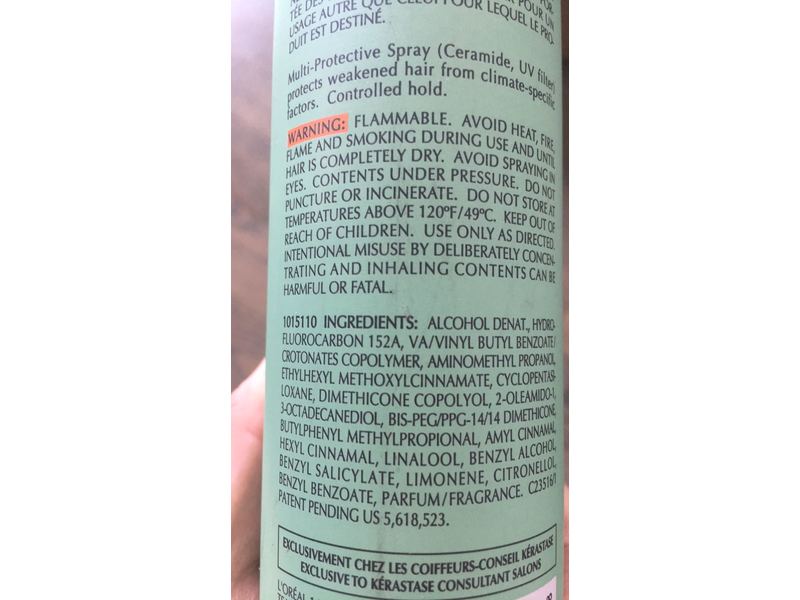 USAGE AUTRE QUE CELUI POUR LEQUEL LE PRO-
DUIT EST DESTINÉ.
Multi-Protective Spray (Ceramide, UV filter)
protects weakened hair from climate-specific
factors. Controlled hold.
WARNING: FLAMMABLE. AVOID HEAT, FIRE,
FLAME AND SMOKING DURING USE AND UNTIL
HAIR IS COMPLETELY DRY. AVOID SPRAYING IN
EYES. CONTENTS UNDER PRESSURE. DO NOT
PUNCTURE OR INCINERATE. DO NOT STORE AT
TEMPERATURES ABOVE 120ºF/49ºC. KEEP OUT OF
REACH OF CHILDREN. USE ONLY AS DIRECTED.
INTENTIONAL MISUSE BY DELIBERATELY CONCEN-
TRATING AND INHALING CONTENTS CAN BE
HARMFUL OR FATAL.
1015110 INGREDIENTS: ALCOHOL DENAT., HYDRO-
FLUOROCARBON 152A, VA/VINYL BUTYL BENZOATE/
CROTONATES COPOLYMER, AMINOMETHYL PROPANOL,
ETHYLHEXYL METHOXYLCINNAMATE, CYCLOPENTASI-
LOXANE, DIMETHICONE COPOLYOL, 2-OLEAMIDO-1,
3-OCTADECANEDIOL, BIS-PEG/PPG-14/14 DIMETHICONE,
BUTYLPHENYL METHYLPROPIONAL, AMYL CINNAMAL,
HEXYL CINNAMAL, LINALOOL, BENZYL ALCOHOL,
BENZYL SALICYLATE, LIMONENE, CITRONELLOL,
BENZYL BENZOATE, PARFUM/FRAGRANCE. C23516/1
PATENT PENDING US 5,618,523.
EXCLUSIVEMENT CHEZ LES COIFFEURS-CONSEIL KÉRASTASE
EXCLUSIVE TO KÉRASTASE CONSULTANT SALONS
L'ORÉAL